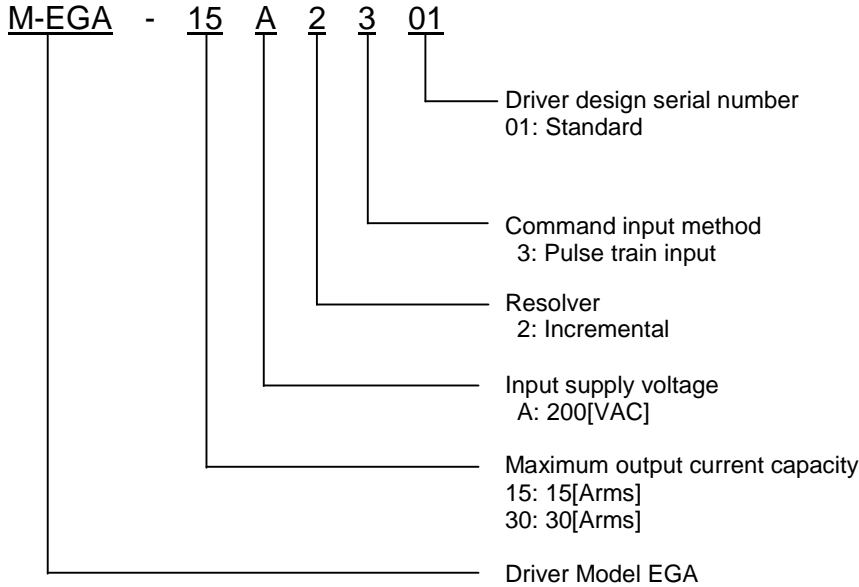 M-EGA - 15 A 2 3 01
Driver design serial number
01: Standard
Command input method
3: Pulse train input
Resolver
2: Incremental
Input supply voltage
A: 200[VAC]
Maximum output current capacity
15: 15[Arms]
30: 30[Arms]
Driver Model EGA